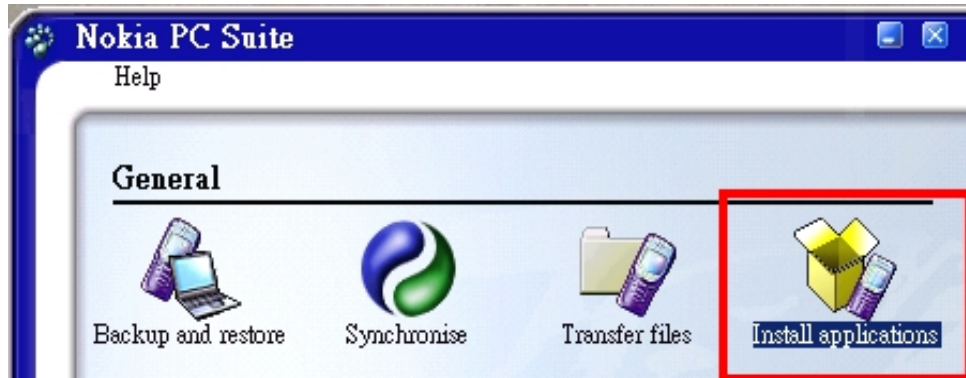 Nokia PC Suite
Help
General
Backup and restore
Synchronise
Transfer files
Install applications